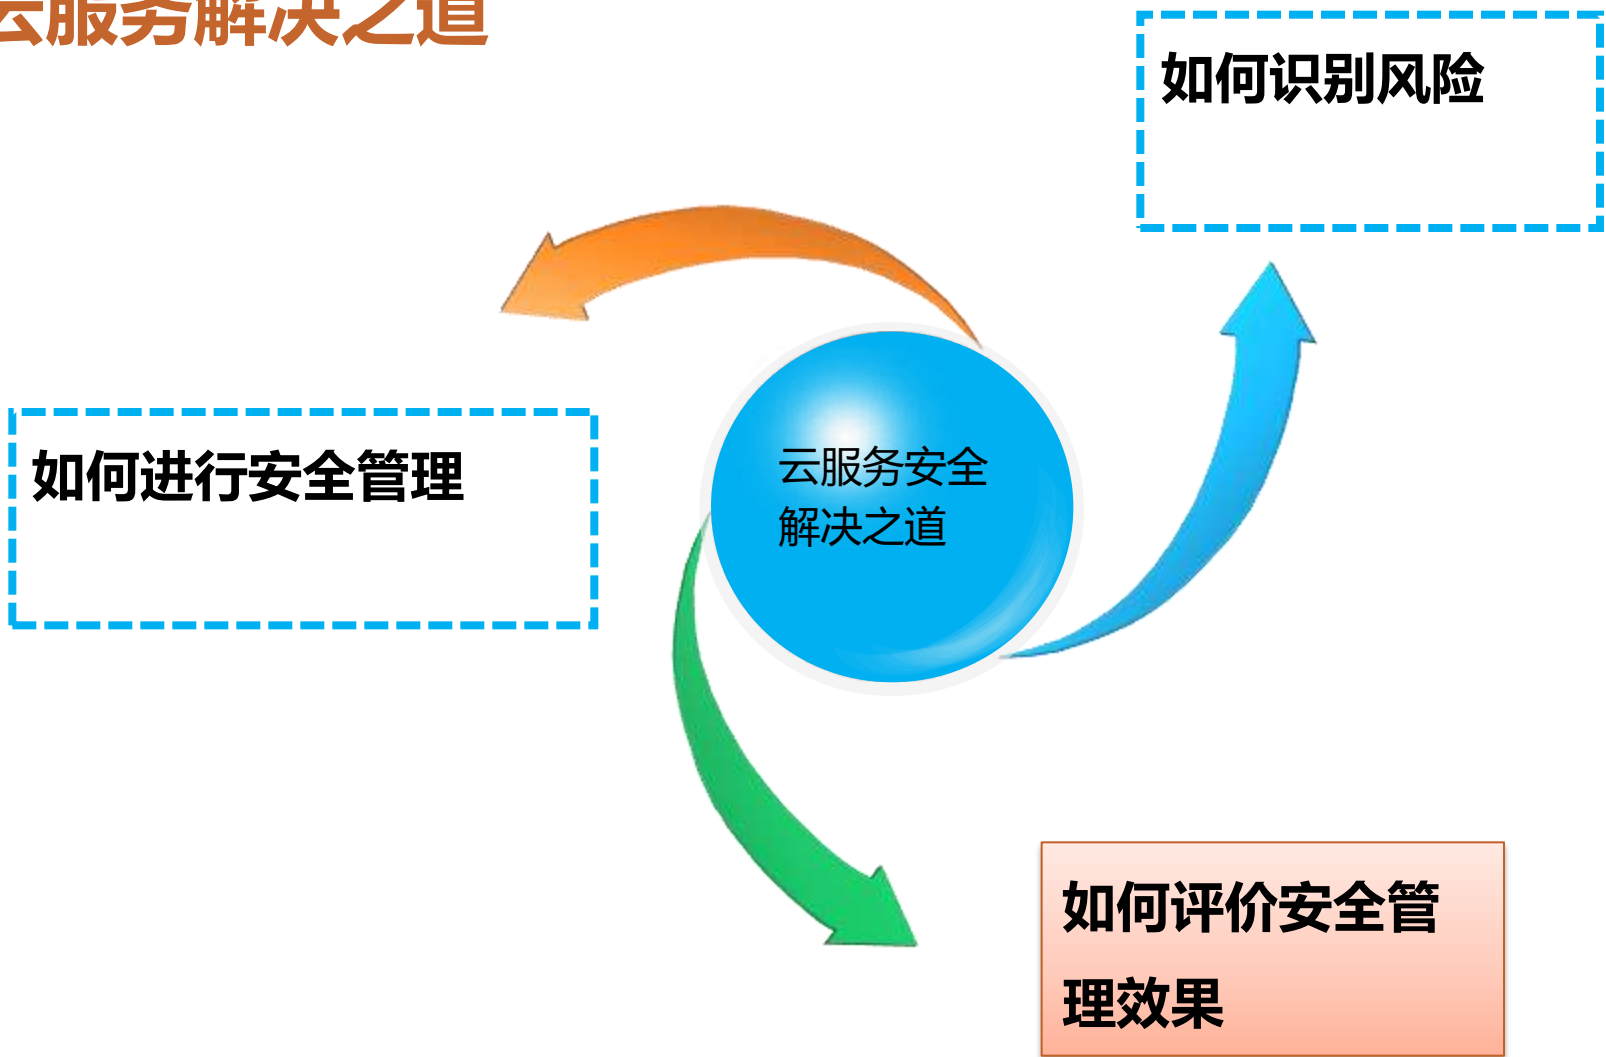 云服务解决之道
如何识别风险
如何进行安全管理
云服务安全
解决之道
如何评价安全管
理效果